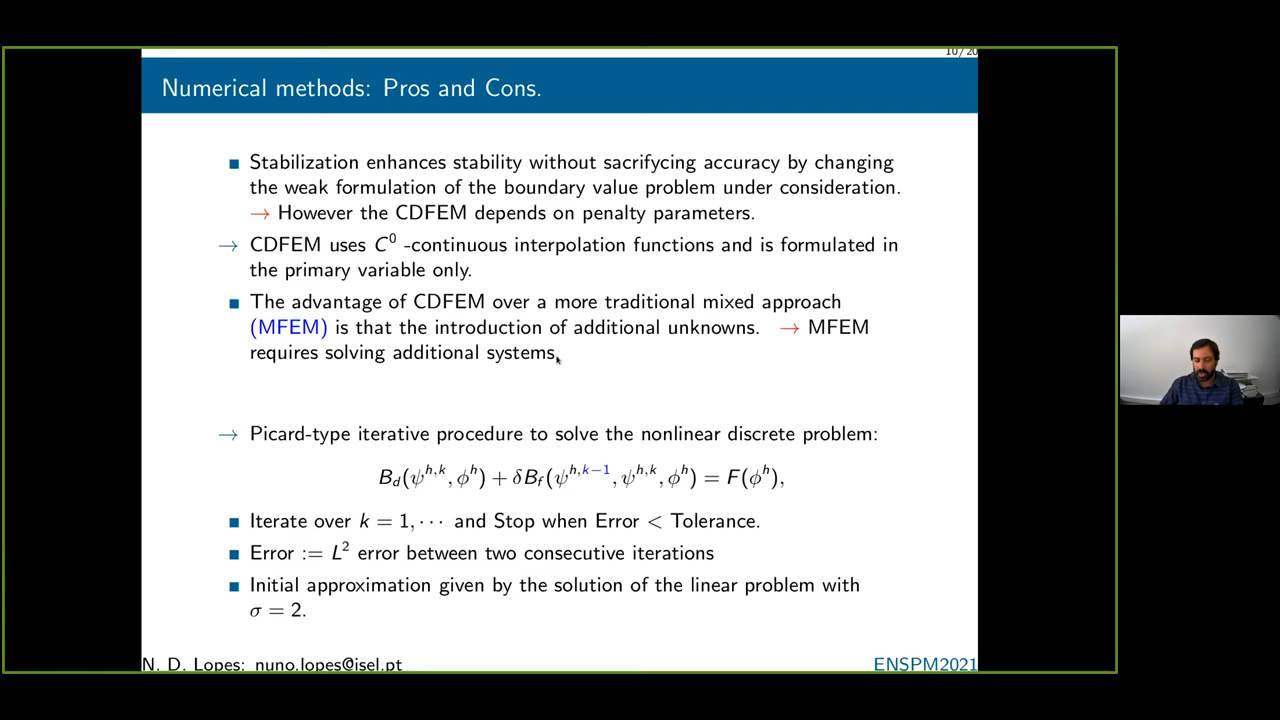 10/20
Numerical methods: Pros and Cons.
■ Stabilization enhances stability without sacrifycing accuracy by changing
the weak formulation of the boundary value problem under consideration.
→ However the CDFEM depends on penalty parameters.
→ CDFEM uses C⁰ -continuous interpolation functions and is formulated in
the primary variable only.
■ The advantage of CDFEM over a more traditional mixed approach
(MFEM) is that the introduction of additional unknowns. → MFEM
requires solving additional systems.
→ Picard-type iterative procedure to solve the nonlinear discrete problem:
B_d(ψ^{h,k}, ϕ^h) + δB_f(ψ^{h,k−1}, ψ^{h,k}, ϕ^h) = F(ϕ^h),
■ Iterate over k = 1, ⋯ and Stop when Error < Tolerance.
■ Error := L² error between two consecutive iterations
■ Initial approximation given by the solution of the linear problem with
σ = 2.
N. D. Lopes: nuno.lopes@isel.pt
ENSPM2021